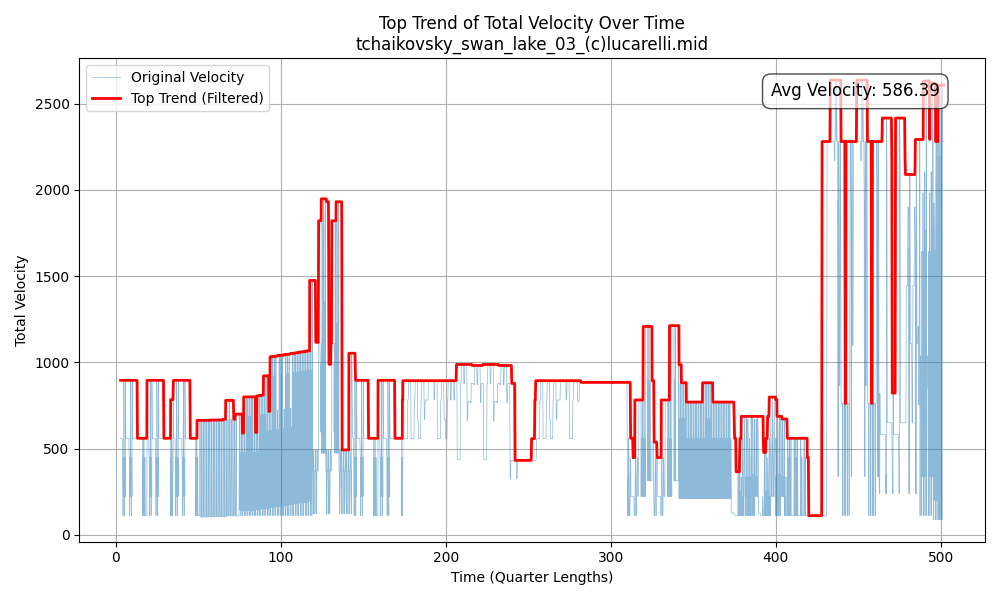 Top Trend of Total Velocity Over Time
tchaikovsky_swan_lake_03_(c)lucarelli.mid
Original Velocity
Top Trend (Filtered)
Avg Velocity: 586.39
Total Velocity
2500
2000
1500
1000
500
0
0 100 200 300 400 500
Time (Quarter Lengths)